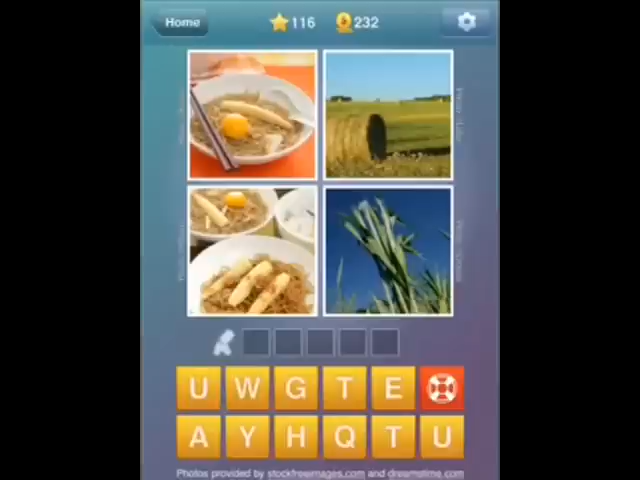 Home
116
232
U W G T E
A Y H Q T U
Photos provided by stockfreeimages.com and dreamstime.com